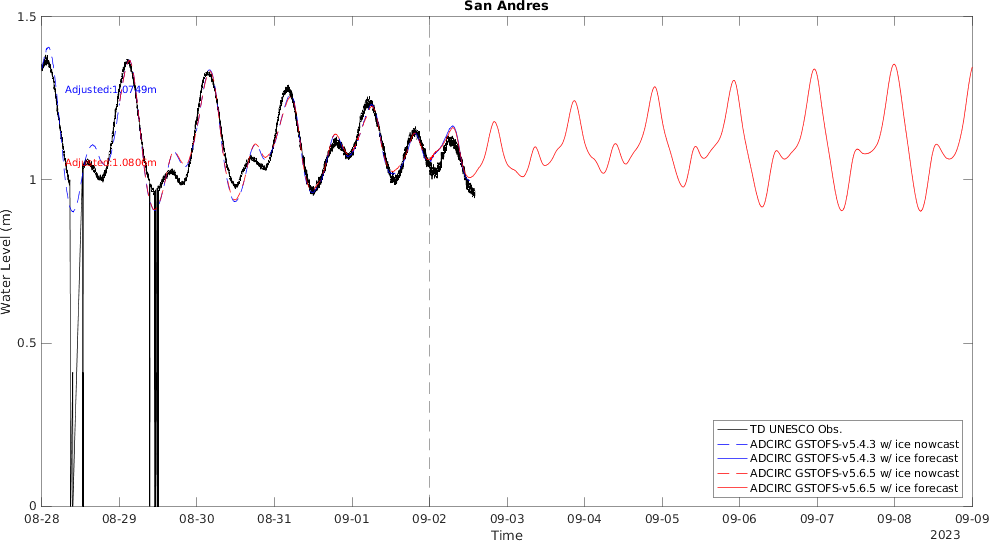 San Andres
1.5
1
0.5
0
Water Level (m)
Adjusted:1.0749m
Adjusted:1.0806m
TD UNESCO Obs.
ADCIRC GSTOFS-v5.4.3 w/ ice nowcast
ADCIRC GSTOFS-v5.4.3 w/ ice forecast
ADCIRC GSTOFS-v5.6.5 w/ ice nowcast
ADCIRC GSTOFS-v5.6.5 w/ ice forecast
08-28 08-29 08-30 08-31 09-01 09-02 09-03 09-04 09-05 09-06 09-07 09-08 09-09
Time
2023